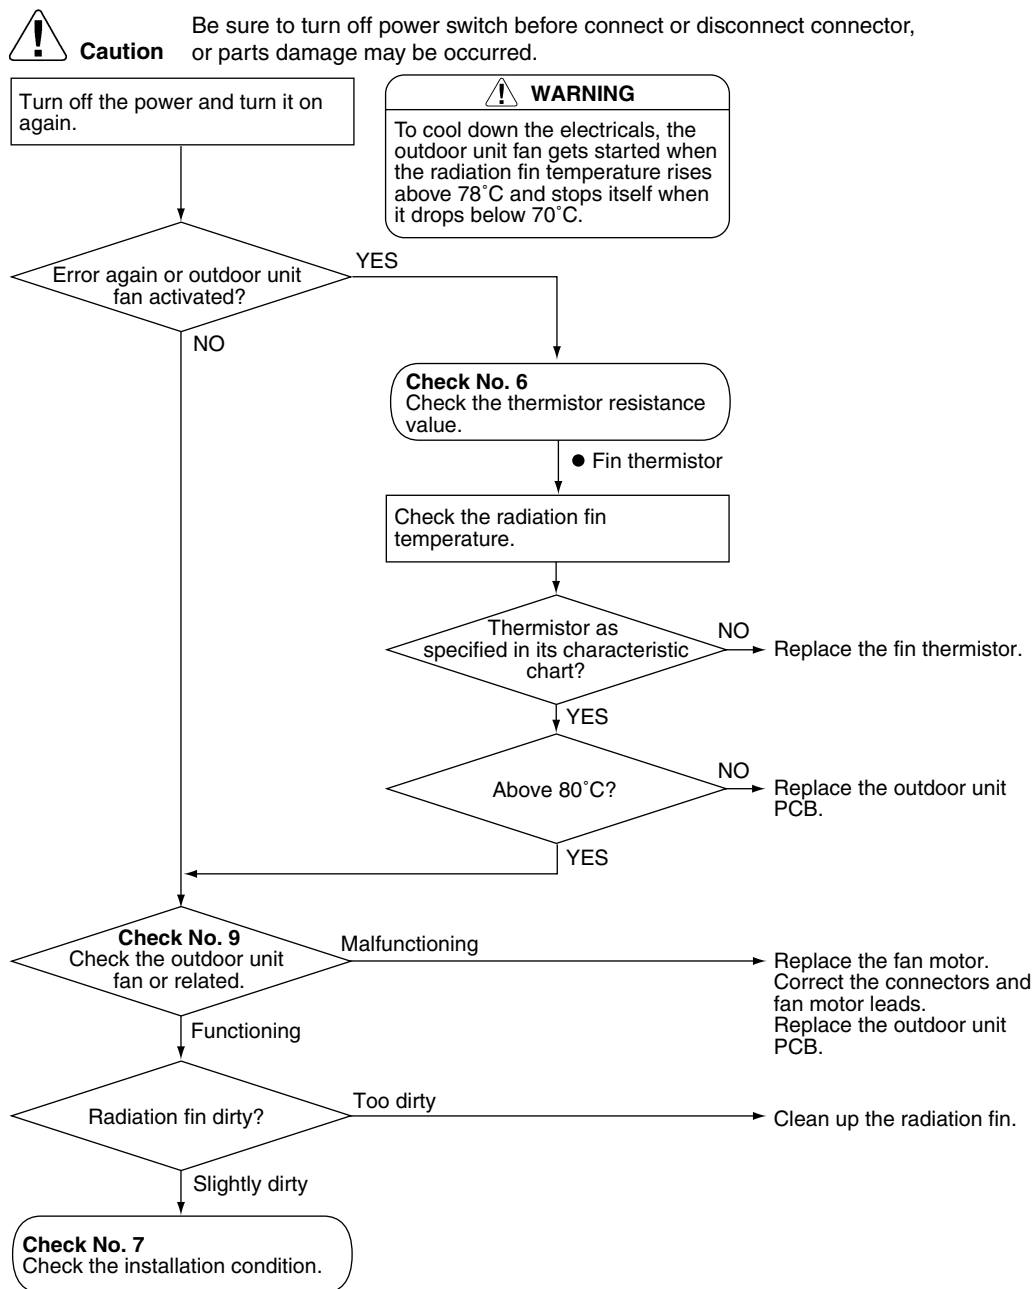 Be sure to turn off power switch before connect or disconnect connector,
Caution or parts damage may be occurred.
Turn off the power and turn it on
again.
WARNING
To cool down the electricals, the
outdoor unit fan gets started when
the radiation fin temperature rises
above 78˚C and stops itself when
it drops below 70˚C.
Error again or outdoor unit
fan activated?
YES
NO
Check No. 6
Check the thermistor resistance
value.
● Fin thermistor
Check the radiation fin
temperature.
Thermistor as
specified in its characteristic
chart?
NO
Replace the fin thermistor.
YES
Above 80˚C?
NO
Replace the outdoor unit
PCB.
YES
Check No. 9
Check the outdoor unit
fan or related.
Malfunctioning
Replace the fan motor.
Correct the connectors and
fan motor leads.
Replace the outdoor unit
PCB.
Functioning
Radiation fin dirty?
Too dirty
Clean up the radiation fin.
Slightly dirty
Check No. 7
Check the installation condition.